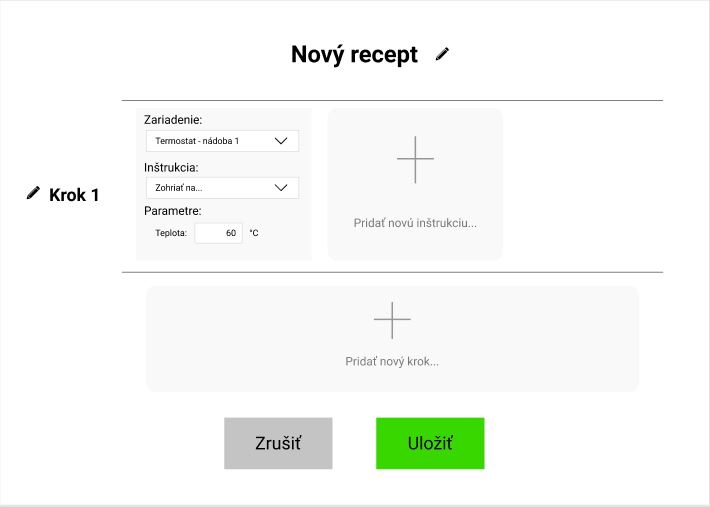 Nový recept
Zariadenie:
Termostat - nádoba 1
Inštrukcia:
Zohriať na...
Parametre:
Teplota: 60 °C
Pridať novú inštrukciu...
Krok 1
Pridať nový krok...
Zrušiť
Uložiť